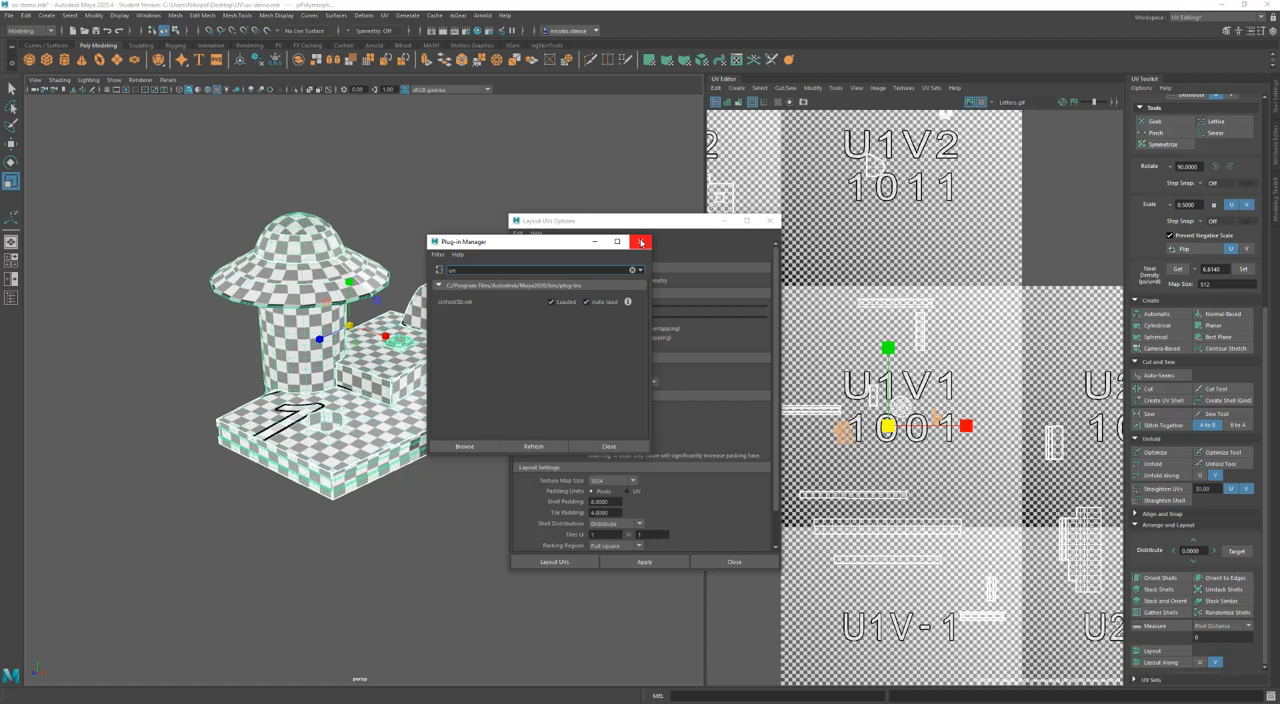 uv-demo.mb* - Autodesk Maya 2020.4 - Student Version: C:\Users\Nikopol\Desktop\UV\uv-demo.mb --- pPolymorph...
File Edit Create Select Modify Display Windows Mesh Edit Mesh Mesh Tools Mesh Display Curves Surfaces Deform UV Generate Cache mGear Arnold Help
Workspace: UV Editing*
Modeling No Live Surface Symmetry: Off nicolas.danse
Curves / Surfaces Poly Modeling Sculpting Rigging Animation Rendering FX FX Caching Custom Arnold Bifrost MASH Motion Graphics XGen ngSkinTools
View Shading Lighting Show Renderer Panels
0.00 1.00 sRGB gamma
UV Editor
Edit Create Select Cut/Sew Modify Tools View Image Textures UV Sets Help
Letters.gif
UV Toolkit
Options Help
Distribute
Tools
Grab Lattice
Pinch Smear
Symmetrize
Rotate 90.0000
Step Snap: Off
Scale 0.5000 U V
Step Snap: Off
Prevent Negative Scale
Flip U V
Texel Density (px/unit) Get 6.6140 Set
Map Size: 512
Create
Automatic Normal-Based
Cylindrical Planar
Spherical Best Plane
Camera-Based Contour Stretch
Cut and Sew
Auto-Seams
Cut Cut Tool
Create UV Shell Create Shell (Grid)
Sew Sew Tool
Stitch Together A to B B to A
Unfold
Optimize Optimize Tool
Unfold Unfold Tool
Unfold Along U V
Straighten UVs 30.00 U V
Straighten Shell
Align and Snap
Arrange and Layout
Distribute 0.0000 Target
Orient Shells Orient to Edges
Stack Shells Unstack Shells
Stack and Orient Stack Similar
Gather Shells Randomize Shells
Measure Pixel Distance
0
Layout
Layout Along U V
UV Sets
Layout UVs Options
Edit Help
Plug-in Manager
Filter Help
un
C:/Program Files/Autodesk/Maya2020/bin/plug-ins
Unfold3D.mll Loaded Auto load
Browse Refresh Close
Layout Settings
Texture Map Size: 1024
Padding Units: Pixels UV
Shell Padding: 8.0000
Tile Padding: 4.0000
Shell Distribution: Distribute
Tiles U: 1 V: 1
Packing Region: Full square
Layout UVs Apply Close
U1V2
1011
U1V1
1001
U1V-1
U2
U2
2
persp
MEL